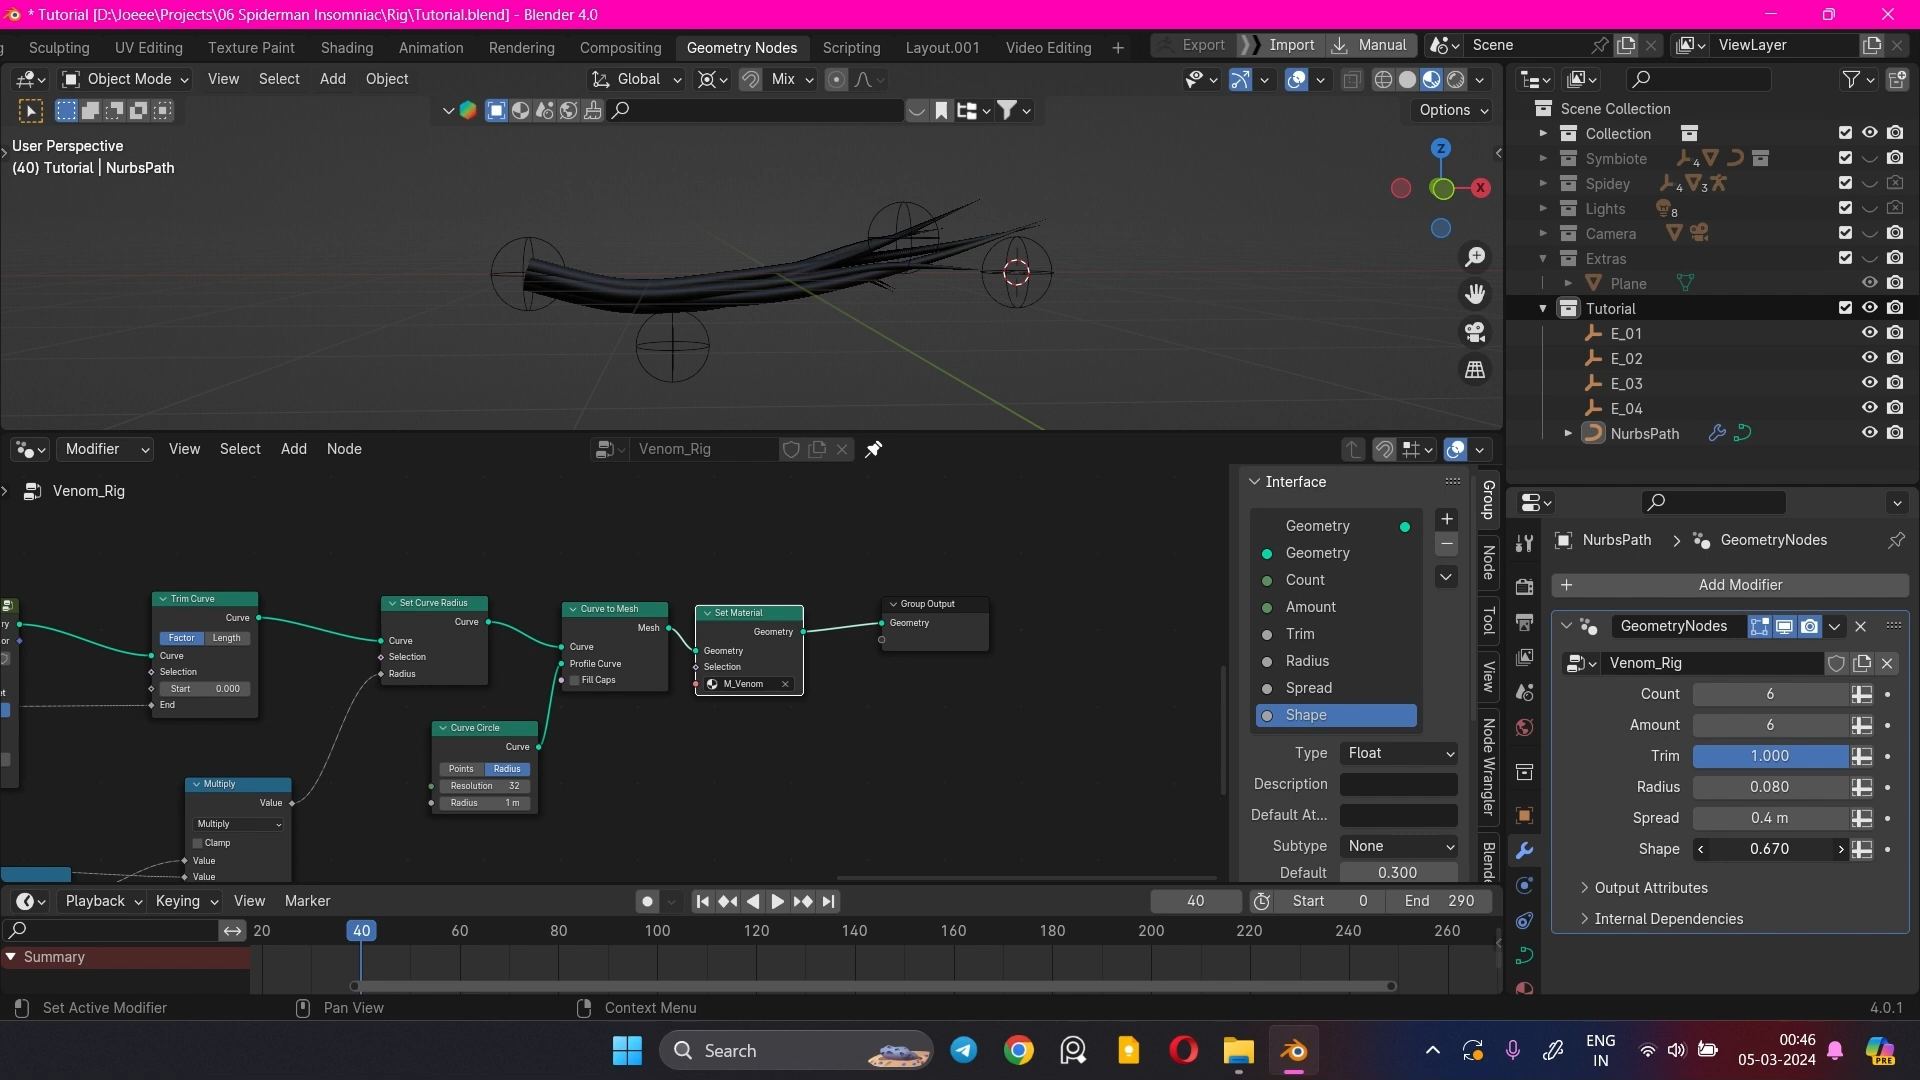 * Tutorial [D:\Joeee\Projects\06 Spiderman Insomniac\Rig\Tutorial.blend] - Blender 4.0
Sculpting UV Editing Texture Paint Shading Animation Rendering Compositing Geometry Nodes Scripting Layout.001 Video Editing + Export Import Manual Scene ViewLayer
Object Mode View Select Add Object Global Mix
Options
User Perspective
(40) Tutorial | NurbsPath
Z
X
Scene Collection
Collection
Symbiote 4
Spidey 4 3
Lights 8
Camera
Extras
Plane
Tutorial
E_01
E_02
E_03
E_04
NurbsPath
Modifier View Select Add Node Venom_Rig
Venom_Rig
Trim Curve
Curve
Factor Length
Curve
Selection
Start 0.000
End
Set Curve Radius
Curve
Curve
Selection
Radius
Curve to Mesh
Mesh
Curve
Profile Curve
Fill Caps
Set Material
Geometry
Geometry
Selection
M_Venom
Group Output
Geometry
Curve Circle
Curve
Points Radius
Resolution 32
Radius 1 m
Multiply
Value
Multiply
Clamp
Value
Value
Interface
Geometry
Geometry
Count
Amount
Trim
Radius
Spread
Shape
Type Float
Description
Default At...
Subtype None
Default 0.300
Group
Node
Tool
View
Node Wrangler
NurbsPath > GeometryNodes
+ Add Modifier
GeometryNodes
Venom_Rig
Count 6
Amount 6
Trim 1.000
Radius 0.080
Spread 0.4 m
Shape 0.670
Output Attributes
Internal Dependencies
Playback Keying View Marker 40 Start 0 End 290
20 40 60 80 100 120 140 160 180 200 220 240 260
Summary
Set Active Modifier Pan View Context Menu 4.0.1
Search
ENG
IN
00:46
05-03-2024
PRE